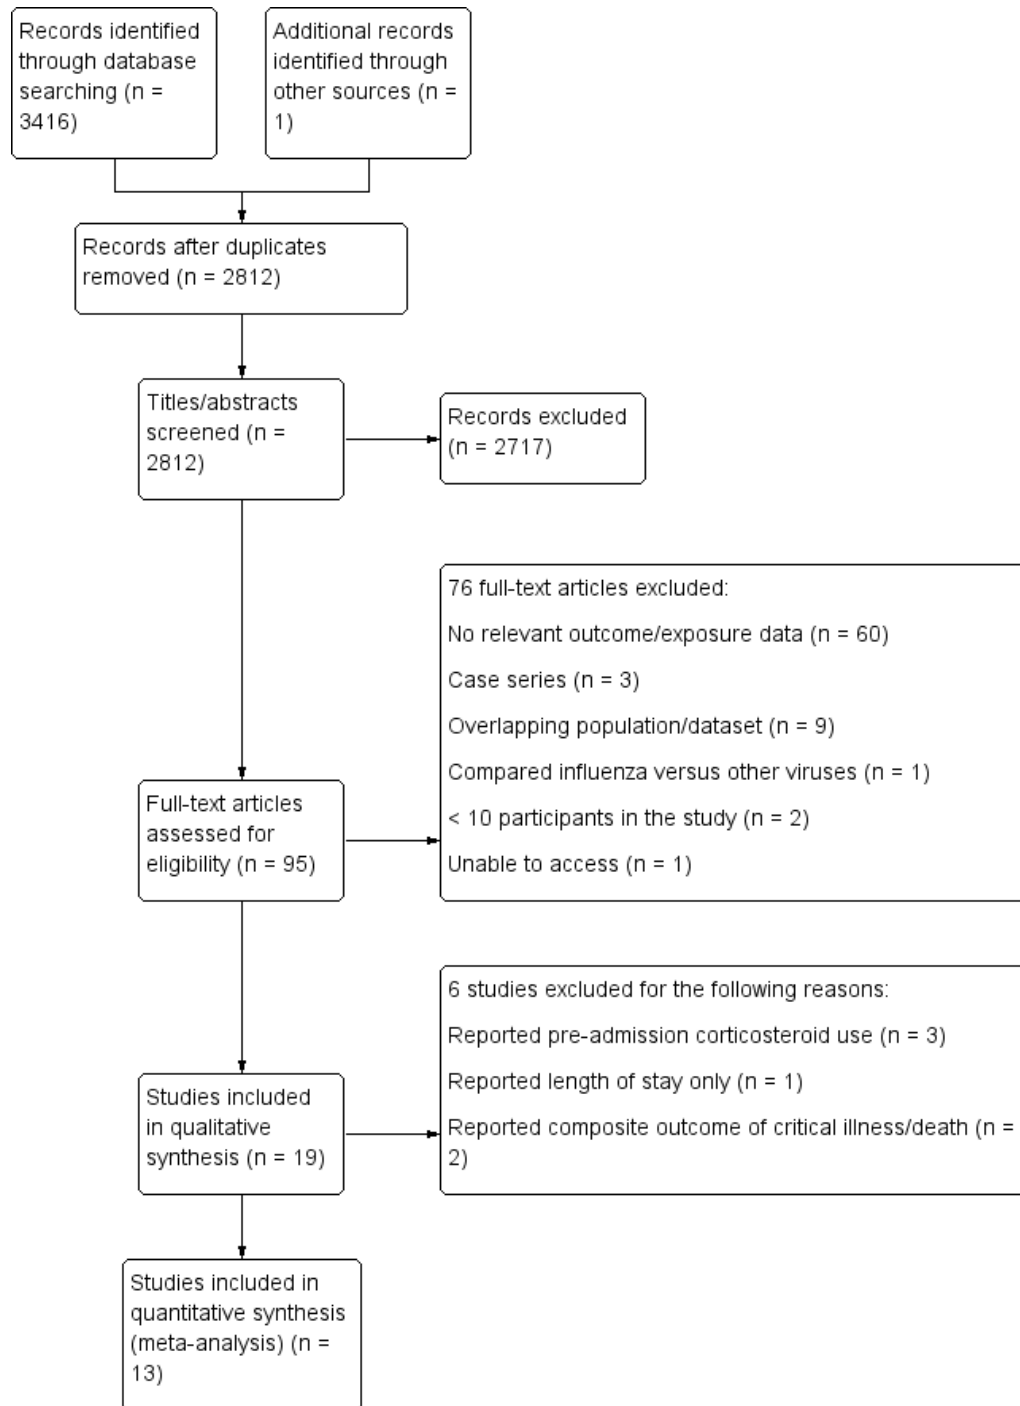 Records identified
through database
searching (n =
3416)
Additional records
identified through
other sources (n =
1)
Records after duplicates
removed (n = 2812)
Titles/abstracts
screened (n =
2812)
Records excluded
(n = 2717)
76 full-text articles excluded:
No relevant outcome/exposure data (n = 60)
Case series (n = 3)
Overlapping population/dataset (n = 9)
Compared influenza versus other viruses (n = 1)
< 10 participants in the study (n = 2)
Unable to access (n = 1)
Full-text articles
assessed for
eligibility (n = 95)
6 studies excluded for the following reasons:
Reported pre-admission corticosteroid use (n = 3)
Reported length of stay only (n = 1)
Reported composite outcome of critical illness/death (n =
2)
Studies included
in qualitative
synthesis (n = 19)
Studies included in
quantitative synthesis
(meta-analysis) (n =
13)